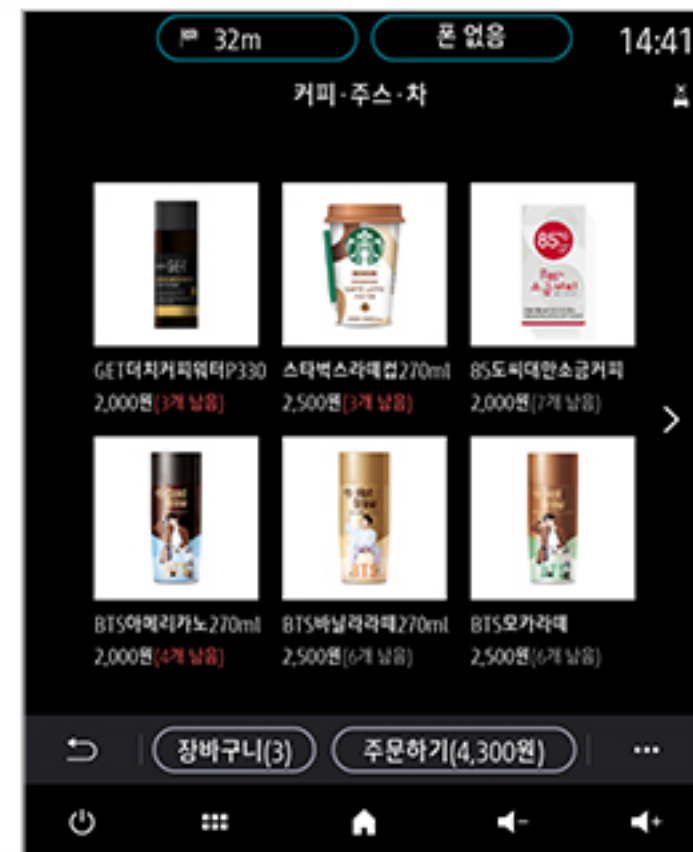 32m
폰 없음
14:41
커피·주스·차
GET
85℃
GET더치커피워터P330
스타벅스라떼컵270ml
85도씨대만소금커피
2,000원(3개 남음)
2,500원(3개 남음)
2,000원(7개 남음)
BTS
BTS
BTS아메리카노270ml
BTS바닐라라떼270ml
BTS모카라떼
2,000원(4개 남음)
2,500원(6개 남음)
2,500원(6개 남음)
장바구니(3)
주문하기(4,300원)